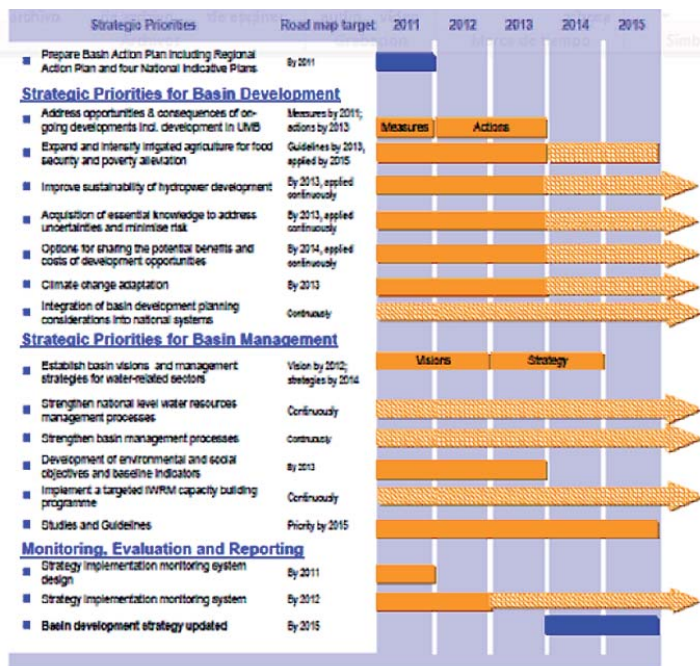 Strategic Priorities Road map target 2011 2012 2013 2014 2015
Prepare Basin Action Plan Including Regional
Action Plan and four National Indicative Plans
By 2011
Strategic Priorities for Basin Development
Address opportunities & consequences of on-
going developments Incl. development in UMB
Measures by 2011;
actions by 2013
Measures Actions
Expand and intensify irrigated agriculture for food
security and poverty alleviation
Guidelines by 2013,
applied by 2015
Improve sustainability of hydropwer development
By 2013, applied
continuously
Acquisition of essential knowledge to address
uncertainties and minimise risk
By 2013, applied
continuously
Options for sharing the potential benefits and
costs of development opportunities
By 2014, applied
continuously
Climate change adaptation By 2013
Integration of basin development planning
considerations into national systems
Continuously
Strategic Priorities for Basin Management
Establish basin visions and management
strategies for water-related sectors
Vision by 2012;
strategies by 2014
Visions Strategy
Strengthen national level water resources
management processes
Continuously
Strengthen basin management processes Continuously
Development of environmental and social
objectives and baseline Indicators
By 2013
Implement a targeted IWRM capacity building
programme
Continuously
Studies and Guidelines Priority by 2015
Monitoring, Evaluation and Reporting
Strategy Implementation monitoring system
design
By 2011
Strategy Implementation monitoring system By 2012
Basin development strategy updated By 2015